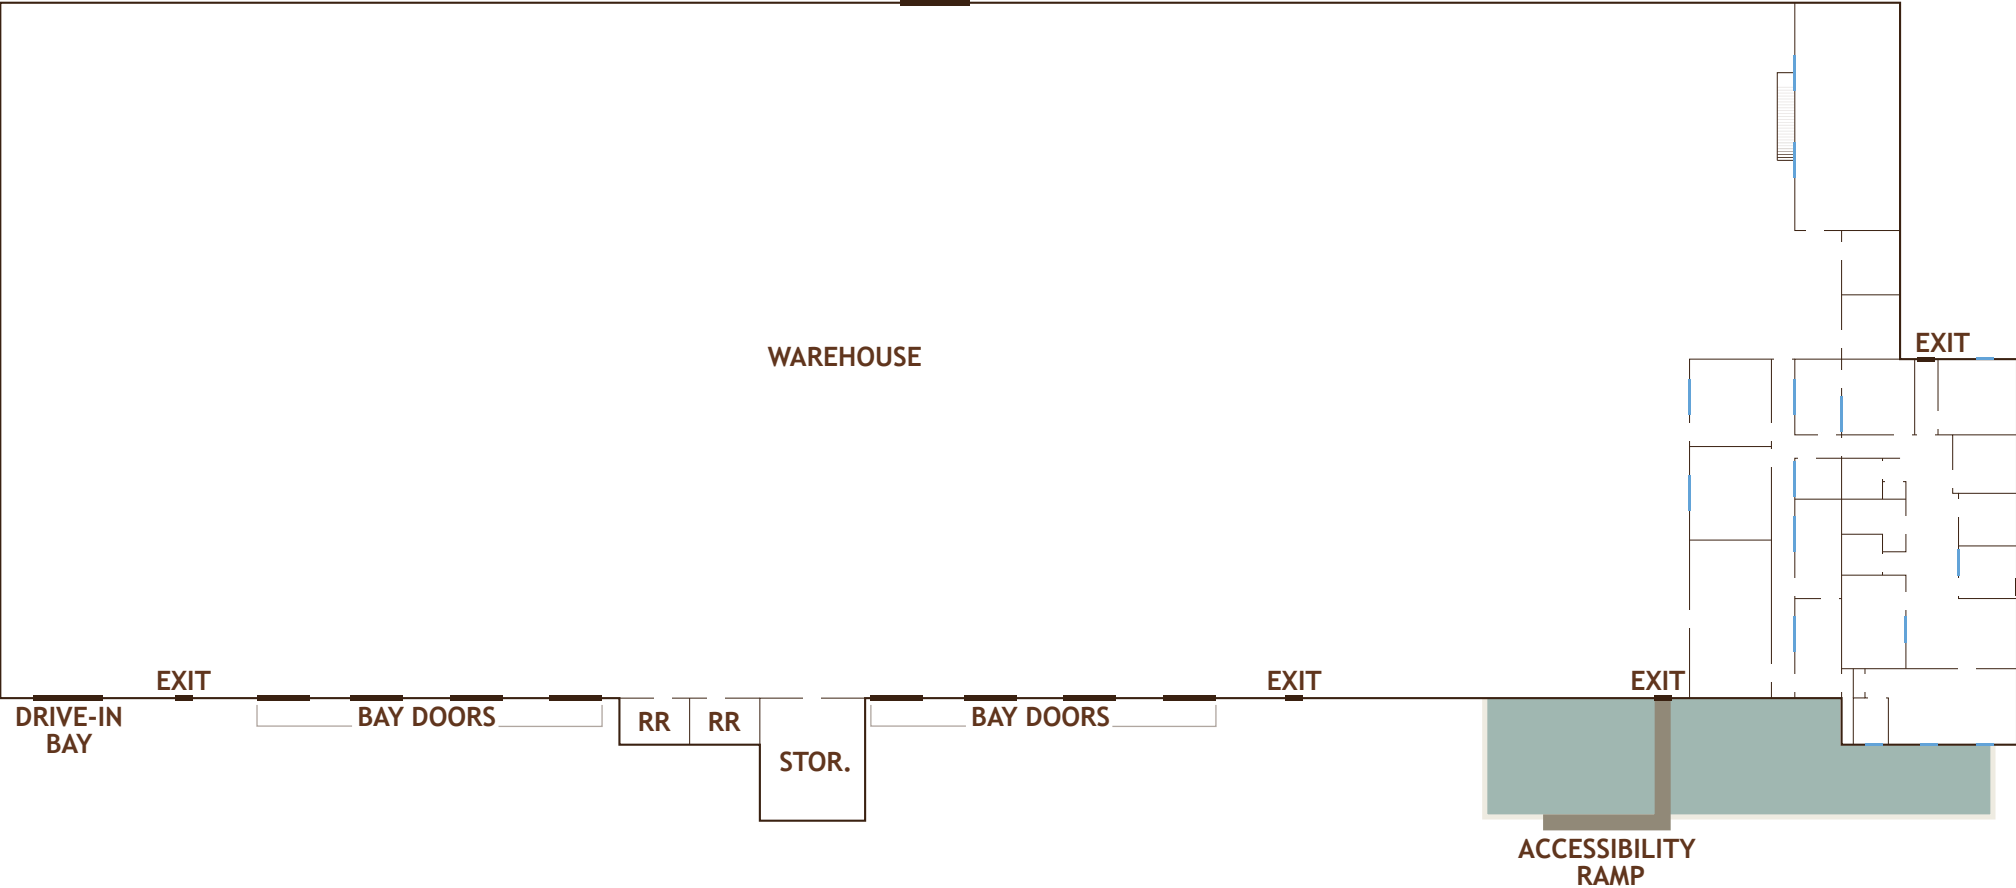 WAREHOUSE
EXIT
EXIT
EXIT
EXIT
DRIVE-IN
BAY
BAY DOORS
RR
RR
BAY DOORS
STOR.
ACCESSIBILITY
RAMP